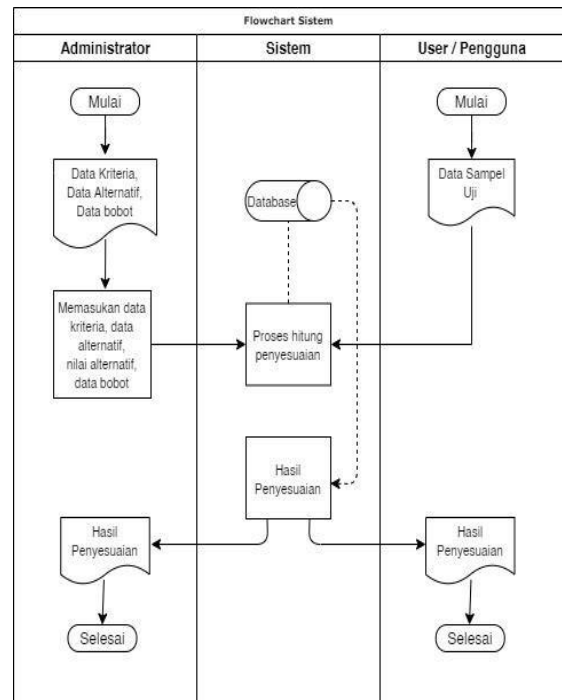 Flowchart Sistem
Administrator
Sistem
User / Pengguna
Mulai
Mulai
Data Kriteria,
Data Alternatif,
Data bobot
Database
Data Sampel
Uji
Memasukan data
kriteria, data
alternatif,
nilai alternatif,
data bobot
Proses hitung
penyesuaian
Hasil
Penyesuaian
Hasil
Penyesuaian
Hasil
Penyesuaian
Selesai
Selesai